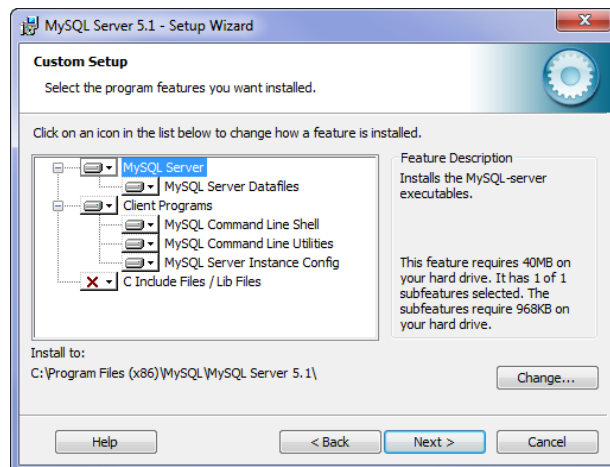 MySQL Server 5.1 - Setup Wizard
Custom Setup
Select the program features you want installed.
Click on an icon in the list below to change how a feature is installed.
MySQL Server
MySQL Server Datafiles
Client Programs
MySQL Command Line Shell
MySQL Command Line Utilities
MySQL Server Instance Config
C Include Files / Lib Files
Feature Description
Installs the MySQL-server
executables.
This feature requires 40MB on
your hard drive. It has 1 of 1
subfeatures selected. The
subfeatures require 968KB on
your hard drive.
Install to:
C:\Program Files (x86)\MySQL\MySQL Server 5.1\
Change...
Help
< Back
Next >
Cancel